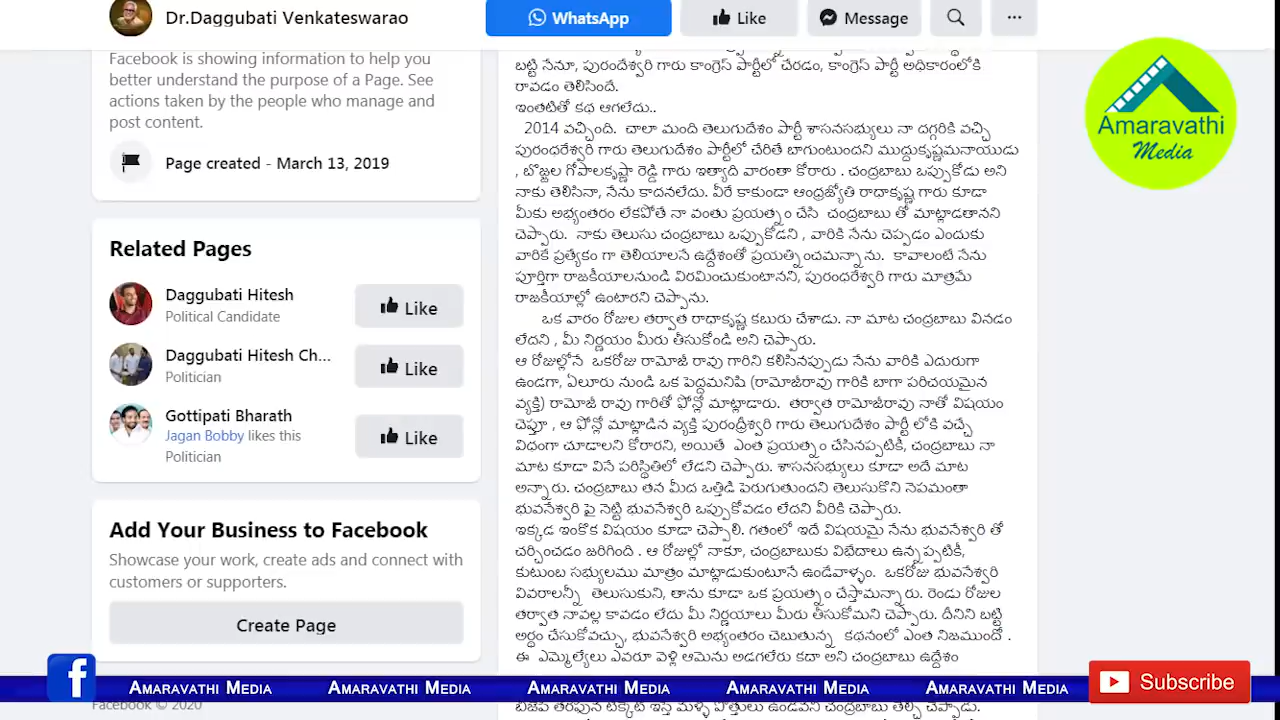 Dr.Daggubati Venkateswarao
WhatsApp
Like
Message
Facebook is showing information to help you
better understand the purpose of a Page. See
actions taken by the people who manage and
post content.
Page created - March 13, 2019
Related Pages
Daggubati Hitesh
Political Candidate
Like
Daggubati Hitesh Ch...
Politician
Like
Gottipati Bharath
Jagan Bobby likes this
Politician
Like
Add Your Business to Facebook
Showcase your work, create ads and connect with
customers or supporters.
Create Page
Facebook © 2020
బట్టి నేనూ, పురందేశ్వరి గారు కాంగ్రెస్ పార్టీలో చేరడం, కాంగ్రెస్ పార్టీ అధికారంలోకి
రావడం తెలిసిందే.
ఇంతటితో కథ ఆగలేదు..
2014 వచ్చింది. చాలా మంది తెలుగుదేశం పార్టీ శాసనసభ్యులు నా దగ్గరికి వచ్చి
పురంధరేశ్వరి గారు తెలుగుదేశం పార్టీలో చేరితే బాగుంటుందని ముద్దుకృష్ణమనాయుడు
, బొజ్జల గోపాలకృష్ణా రెడ్డి గారు ఇత్యాది వారంతా కోరారు . చంద్రబాబు ఒప్పుకోడు అని
నాకు తెలిసినా, నేను కాదనలేదు. వీరే కాకుండా ఆంధ్రజ్యోతి రాధాకృష్ణ గారు కూడా
మీకు అభ్యంతరం లేకపోతే నా వంతు ప్రయత్నం చేసి చంద్రబాబు తో మాట్లాడతానని
చెప్పారు. నాకు తెలుసు చంద్రబాబు ఒప్పుకోడని , వారికి నేను చెప్పడం ఎందుకు
వారికే ప్రత్యేకం గా తెలియాలనే ఉద్దేశంతో ప్రయత్నించమన్నాను. కావాలంటే నేను
పూర్తిగా రాజకీయాలనుండి విరమించుకుంటానని, పురంధరేశ్వరి గారు మాత్రమే
రాజకీయాల్లో ఉంటారని చెప్పాను.
ఒక వారం రోజుల తర్వాత రాధాకృష్ణ కబురు చేశాడు. నా మాట చంద్రబాబు వినడం
లేదని , మీ నిర్ణయం మీరు తీసుకోండి అని చెప్పారు.
ఆ రోజుల్లోనే ఒకరోజు రామోజీ రావు గారిని కలిసినప్పుడు నేను వారికి ఎదురుగా
ఉండగా, ఏలూరు నుండి ఒక పెద్దమనిషి (రామోజీరావు గారికి బాగా పరిచయమైన
వ్యక్తి) రామోజీ రావు గారితో ఫోన్లో మాట్లాడారు. తర్వాత రామోజీరావు నాతో విషయం
చెప్తూ , ఆ ఫోన్లో మాట్లాడిన వ్యక్తి పురంధ్రీశ్వరి గారు తెలుగుదేశం పార్టీ లోకి వచ్చే
విధంగా చూడాలని కోరారని, అయితే ఎంత ప్రయత్నం చేసినప్పటికీ, చంద్రబాబు నా
మాట కూడా వినే పరిస్థితిలో లేడని చెప్పారు. శాసనసభ్యులు కూడా అదే మాట
అన్నారు. చంద్రబాబు తన మీద ఒత్తిడి పెరుగుతుందని తెలుసుకొని నెపమంతా
భువనేశ్వరి పై నెట్టి భువనేశ్వరి ఒప్పుకోవడం లేదని వీరికి చెప్పారు.
ఇక్కడ ఇంకొక విషయం కూడా చెప్పాలి. గతంలో ఇదే విషయమై నేను భువనేశ్వరి తో
చర్చించడం జరిగింది . ఆ రోజుల్లో నాకూ, చంద్రబాబుకు విబేదాలు ఉన్నప్పటికీ,
కుటుంబ సభ్యులము మాత్రం మాట్లాడుకుంటూనే ఉండేవాళ్ళం. ఒకరోజు భువనేశ్వరి
వివరాలన్నీ తెలుసుకుని, తాను కూడా ఒక ప్రయత్నం చేస్తామన్నారు. రెండు రోజుల
తర్వాత నావల్ల కావడం లేదు మీ నిర్ణయాలు మీరు తీసుకోమని చెప్పారు. దీనిని బట్టి
అర్థం చేసుకోవచ్చు, భువనేశ్వరి అభ్యంతరం చెబుతున్న కథనంలో ఎంత నిజముందో .
ఈ ఎమ్మెల్యేలు ఎవరూ వెళ్లి ఆమెను అడగలేరు కదా అని చంద్రబాబు ఉద్దేశం
Amaravathi
Media
AMARAVATHI MEDIA AMARAVATHI MEDIA AMARAVATHI MEDIA AMARAVATHI MEDIA AMARAVATHI MEDIA
Subscribe